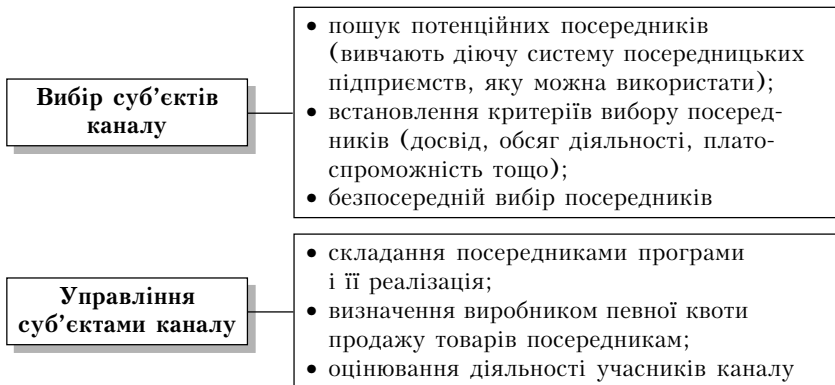 Вибір суб’єктів
каналу
• пошук потенційних посередників
(вивчають діючу систему посередницьких
підприємств, яку можна використати);
• встановлення критеріїв вибору посеред-
ників (досвід, обсяг діяльності, плато-
спроможність тощо);
• безпосередній вибір посередників
Управління
суб’єктами каналу
• складання посередниками програми
і її реалізація;
• визначення виробником певної квоти
продажу товарів посередникам;
• оцінювання діяльності учасників каналу